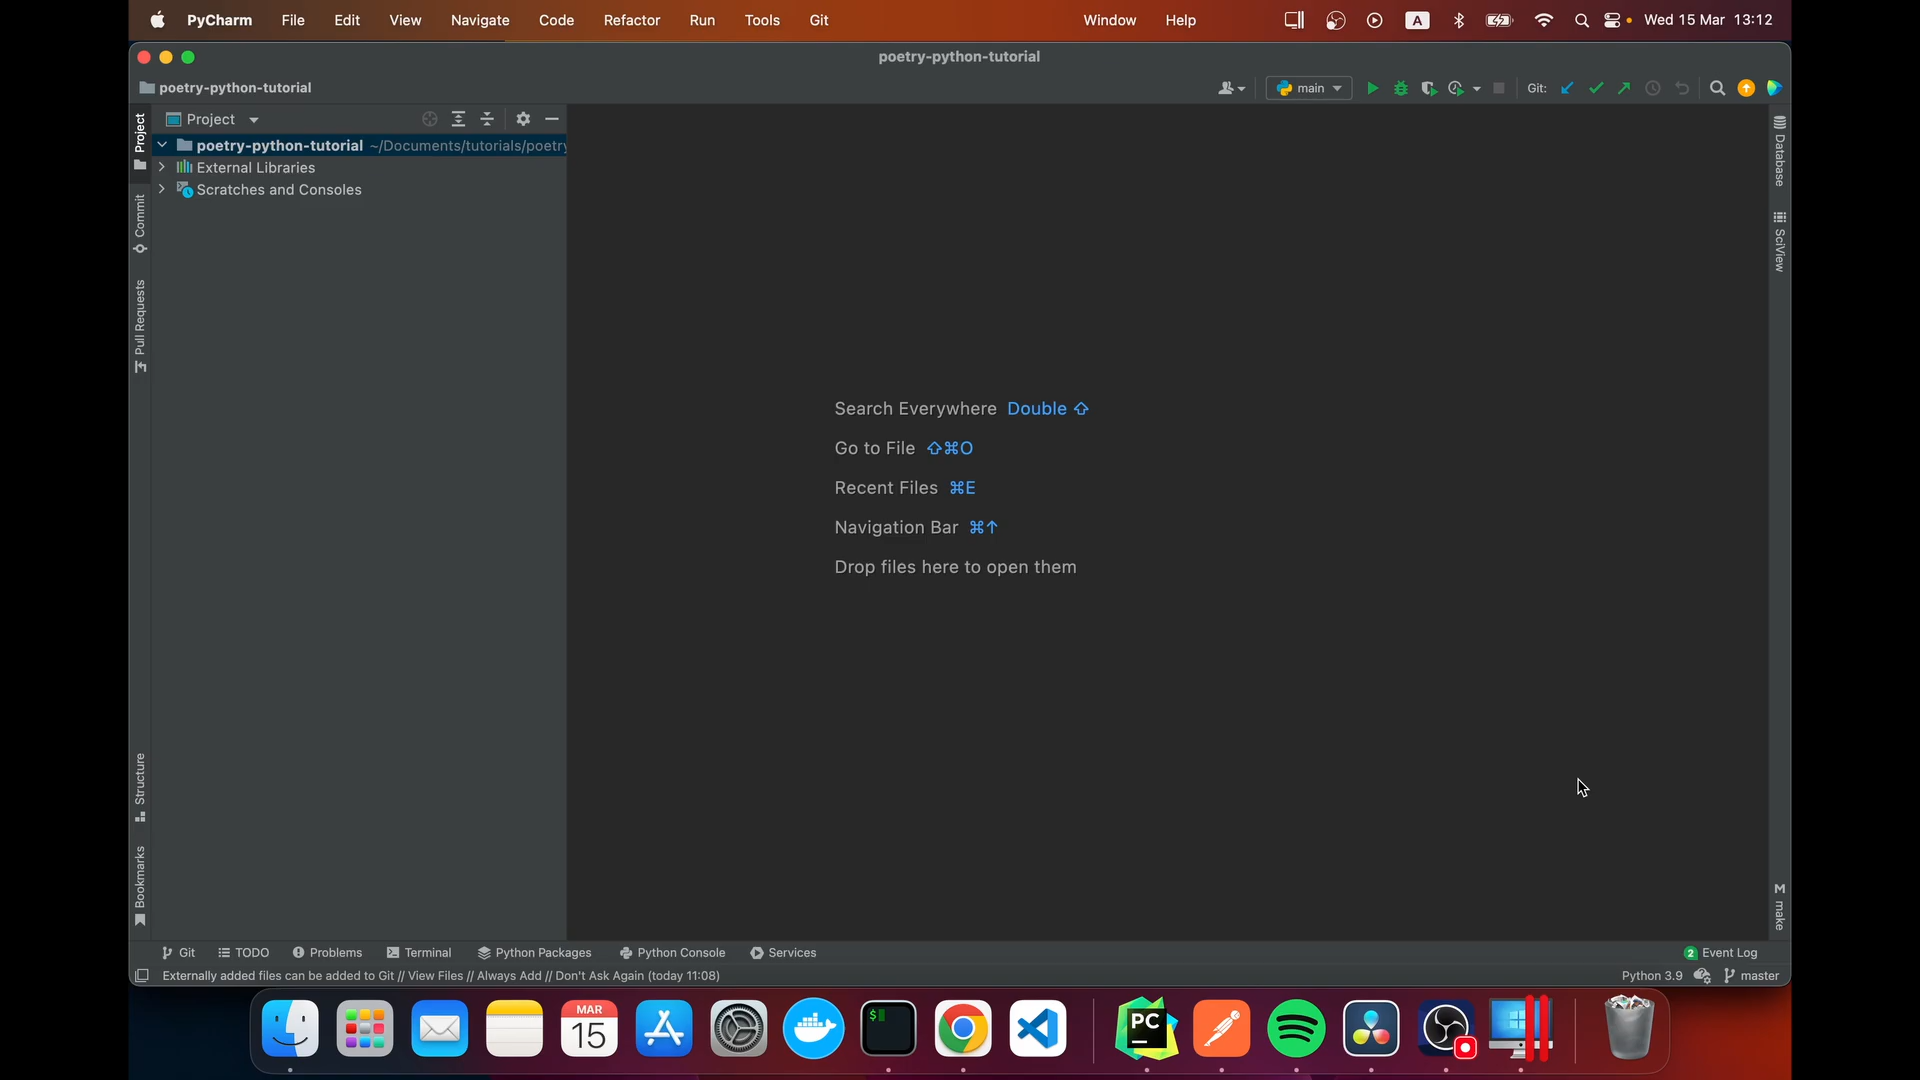 PyCharm File Edit View Navigate Code Refactor Run Tools Git Window Help A Wed 15 Mar 13:12
poetry-python-tutorial
poetry-python-tutorial main Git:
Project
poetry-python-tutorial ~/Documents/tutorials/poetry
External Libraries
Scratches and Consoles
Project
Commit
Pull Requests
Structure
Bookmarks
Search Everywhere Double ⇧
Go to File ⇧⌘O
Recent Files ⌘E
Navigation Bar ⌘↑
Drop files here to open them
Database
SciView
M make
Git TODO Problems Terminal Python Packages Python Console Services 2 Event Log
Externally added files can be added to Git // View Files // Always Add // Don't Ask Again (today 11:08) Python 3.9 master
MAR
15
$
PC